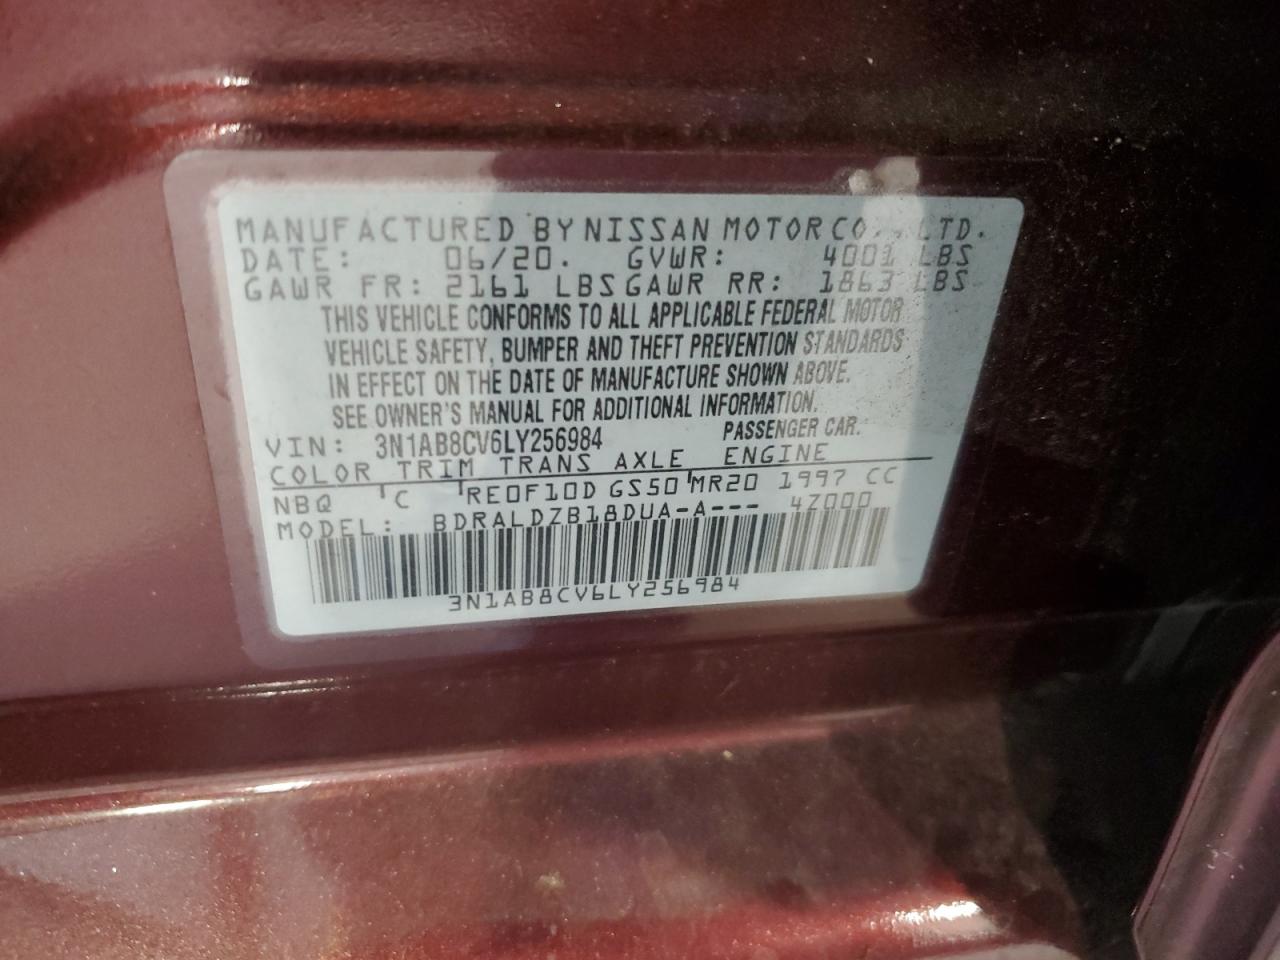 MANUFACTURED BY NISSAN MOTOR CO., LTD.
DATE: 06/20. GVWR: 4001 LBS
GAWR FR: 2161 LBS GAWR RR: 1863 LBS
THIS VEHICLE CONFORMS TO ALL APPLICABLE FEDERAL MOTOR
VEHICLE SAFETY, BUMPER AND THEFT PREVENTION STANDARDS
IN EFFECT ON THE DATE OF MANUFACTURE SHOWN ABOVE.
SEE OWNER'S MANUAL FOR ADDITIONAL INFORMATION.
VIN: 3N1AB8CV6LY256984 PASSENGER CAR.
COLOR TRIM TRANS AXLE ENGINE
NBQ C RE0F10D GS50 MR20 1997 CC
MODEL: BDRALDZB18DUA-A--- 4Z000
3N1AB8CV6LY256984